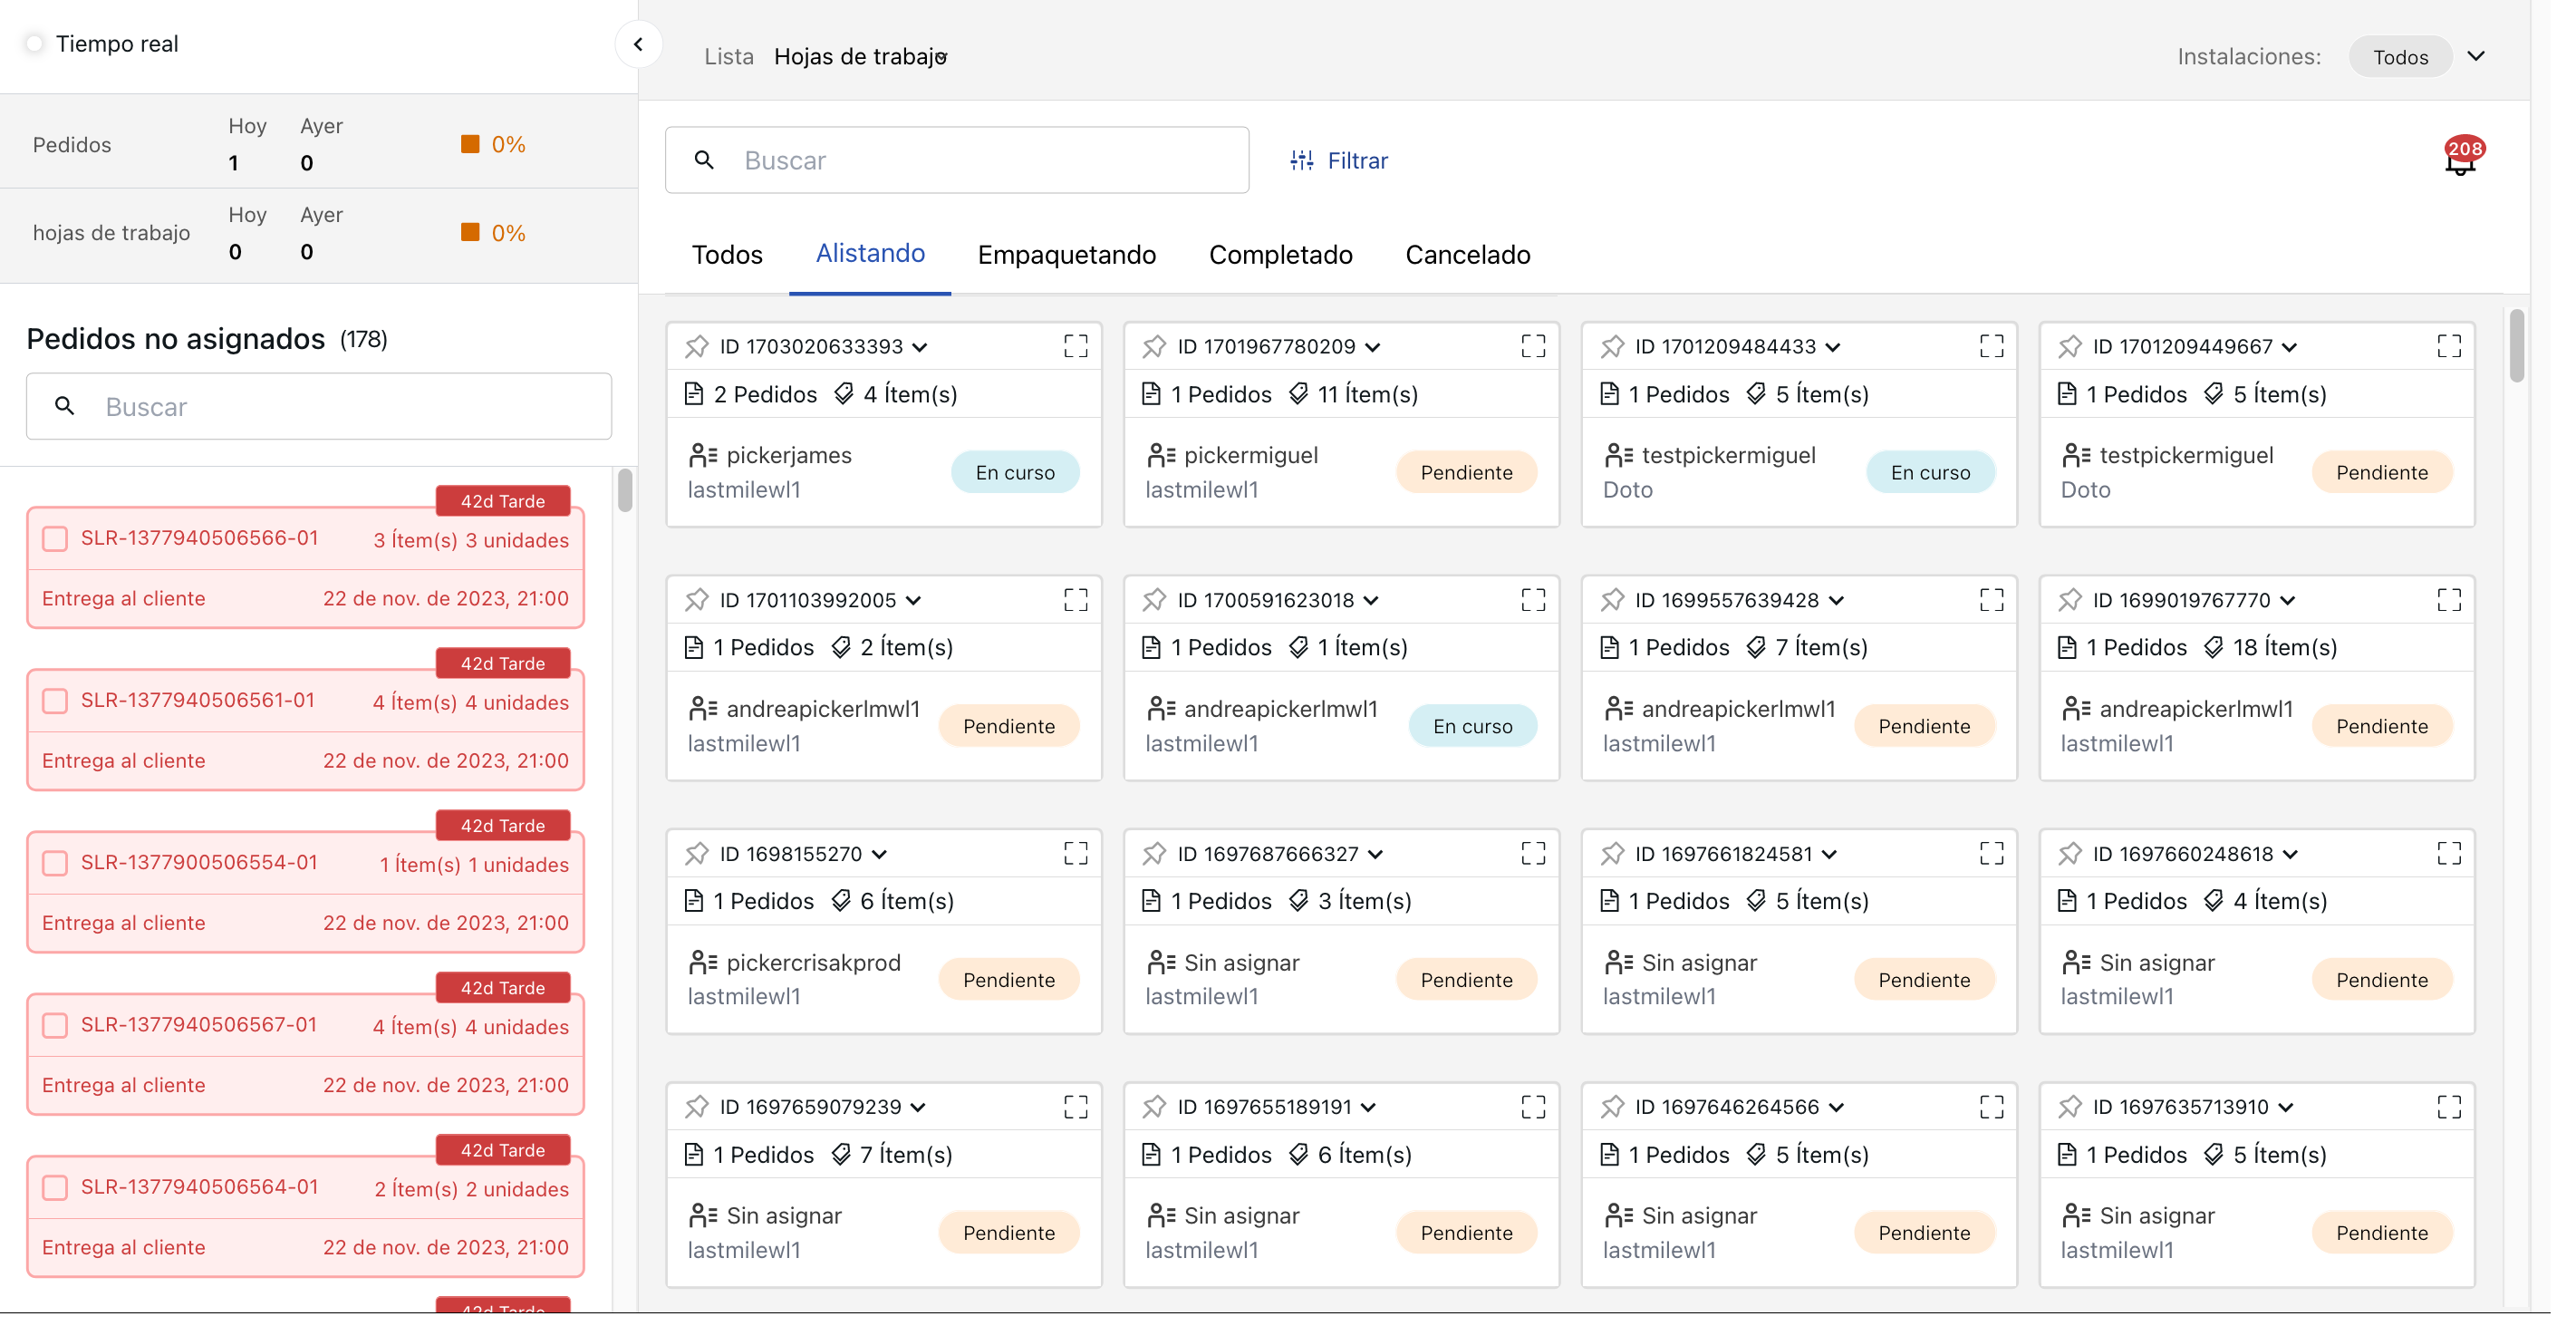 Tiempo real
Pedidos
Hoy Ayer
1 0
0%
hojas de trabajo
Hoy Ayer
0 0
0%
Pedidos no asignados (178)
Buscar
42d Tarde
SLR-1377940506566-01 3 Ítem(s) 3 unidades
Entrega al cliente 22 de nov. de 2023, 21:00
42d Tarde
SLR-1377940506561-01 4 Ítem(s) 4 unidades
Entrega al cliente 22 de nov. de 2023, 21:00
42d Tarde
SLR-1377900506554-01 1 Ítem(s) 1 unidades
Entrega al cliente 22 de nov. de 2023, 21:00
42d Tarde
SLR-1377940506567-01 4 Ítem(s) 4 unidades
Entrega al cliente 22 de nov. de 2023, 21:00
42d Tarde
SLR-1377940506564-01 2 Ítem(s) 2 unidades
Entrega al cliente 22 de nov. de 2023, 21:00
42d Tarde
Lista Hojas de trabajo
Instalaciones: Todos
Buscar
Filtrar
208
Todos Alistando Empaquetando Completado Cancelado
ID 1703020633393
2 Pedidos 4 Ítem(s)
pickerjames
lastmilewl1
En curso
ID 1701967780209
1 Pedidos 11 Ítem(s)
pickermiguel
lastmilewl1
Pendiente
ID 1701209484433
1 Pedidos 5 Ítem(s)
testpickermiguel
Doto
En curso
ID 1701209449667
1 Pedidos 5 Ítem(s)
testpickermiguel
Doto
Pendiente
ID 1701103992005
1 Pedidos 2 Ítem(s)
andreapickerlmwl1
lastmilewl1
Pendiente
ID 1700591623018
1 Pedidos 1 Ítem(s)
andreapickerlmwl1
lastmilewl1
En curso
ID 1699557639428
1 Pedidos 7 Ítem(s)
andreapickerlmwl1
lastmilewl1
Pendiente
ID 1699019767770
1 Pedidos 18 Ítem(s)
andreapickerlmwl1
lastmilewl1
Pendiente
ID 1698155270
1 Pedidos 6 Ítem(s)
pickercrisakprod
lastmilewl1
Pendiente
ID 1697687666327
1 Pedidos 3 Ítem(s)
Sin asignar
lastmilewl1
Pendiente
ID 1697661824581
1 Pedidos 5 Ítem(s)
Sin asignar
lastmilewl1
Pendiente
ID 1697660248618
1 Pedidos 4 Ítem(s)
Sin asignar
lastmilewl1
Pendiente
ID 1697659079239
1 Pedidos 7 Ítem(s)
Sin asignar
lastmilewl1
Pendiente
ID 1697655189191
1 Pedidos 6 Ítem(s)
Sin asignar
lastmilewl1
Pendiente
ID 1697646264566
1 Pedidos 5 Ítem(s)
Sin asignar
lastmilewl1
Pendiente
ID 1697635713910
1 Pedidos 5 Ítem(s)
Sin asignar
lastmilewl1
Pendiente